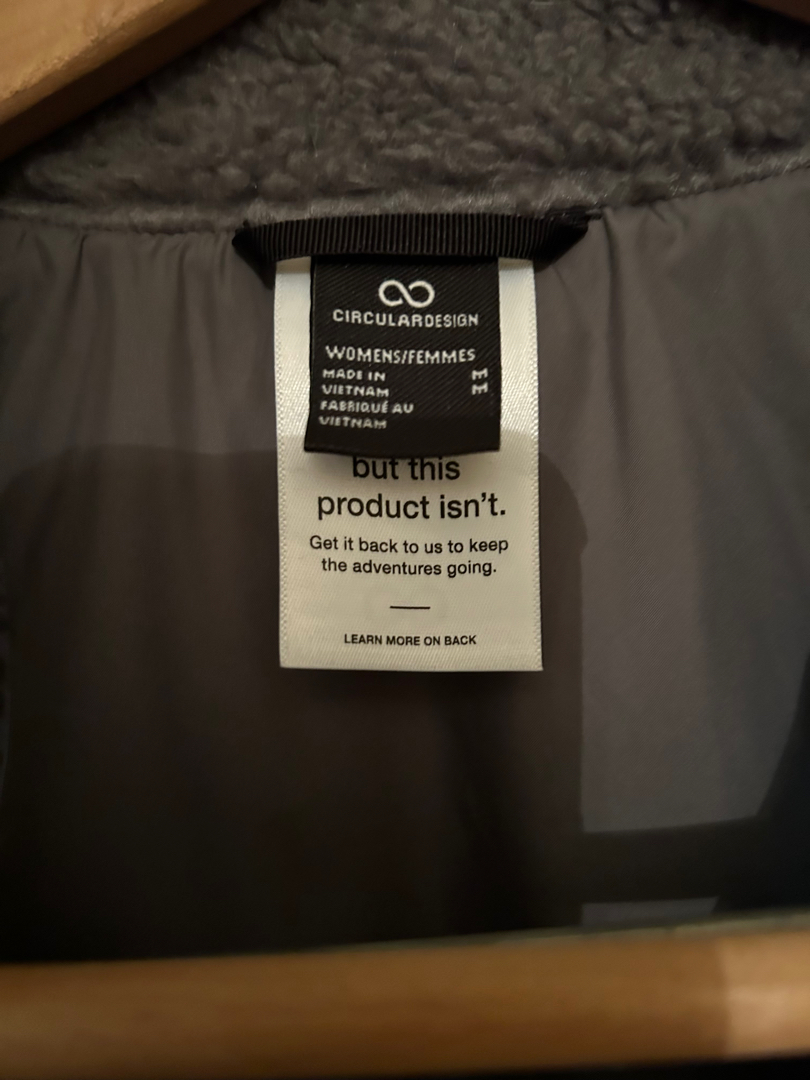 CIRCULARDESIGN
WOMENS/FEMMES
MADE IN M
VIETNAM M
FABRIQUÉ AU
VIETNAM
but this
product isn't.
Get it back to us to keep
the adventures going.
LEARN MORE ON BACK